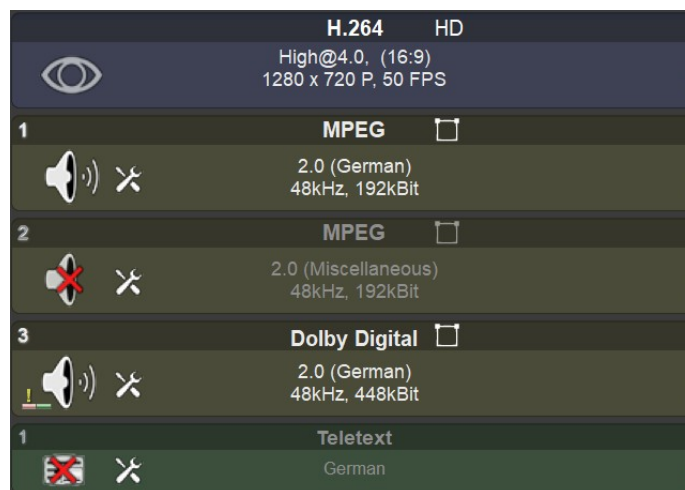 H.264 HD
High@4.0, (16:9)
1280 x 720 P, 50 FPS
1 MPEG
2.0 (German)
48kHz, 192kBit
2 MPEG
2.0 (Miscellaneous)
48kHz, 192kBit
3 Dolby Digital
!
2.0 (German)
48kHz, 448kBit
1 Teletext
German